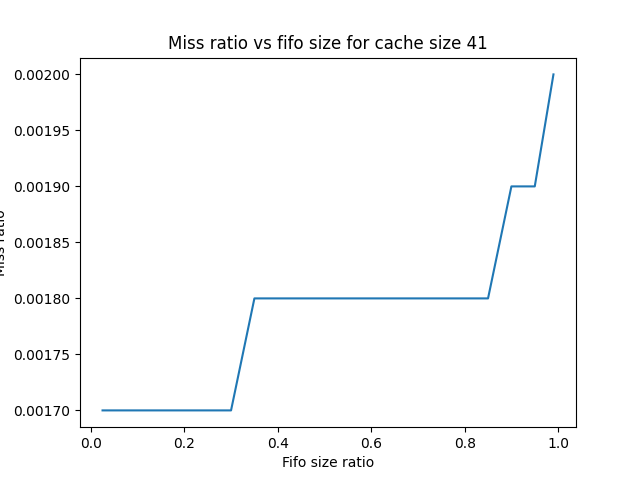 Miss ratio vs fifo size for cache size 41
0.00200
0.00195
0.00190
0.00185
0.00180
0.00175
0.00170
Miss ratio
0.0 0.2 0.4 0.6 0.8 1.0
Fifo size ratio